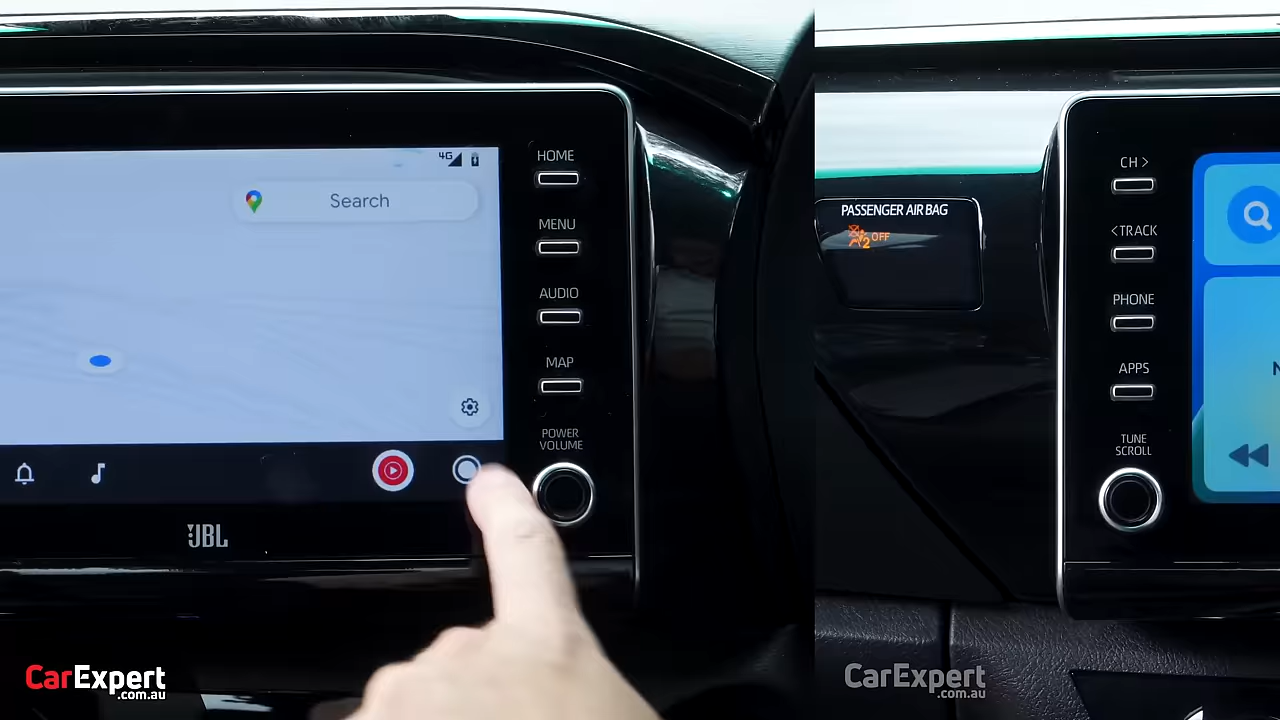 4G
Search
HOME
MENU
AUDIO
MAP
POWER
VOLUME
JBL
CarExpert
.com.au
PASSENGER AIR BAG
2 OFF
CH >
<TRACK
PHONE
APPS
TUNE
SCROLL
N
CarExpert
.com.au